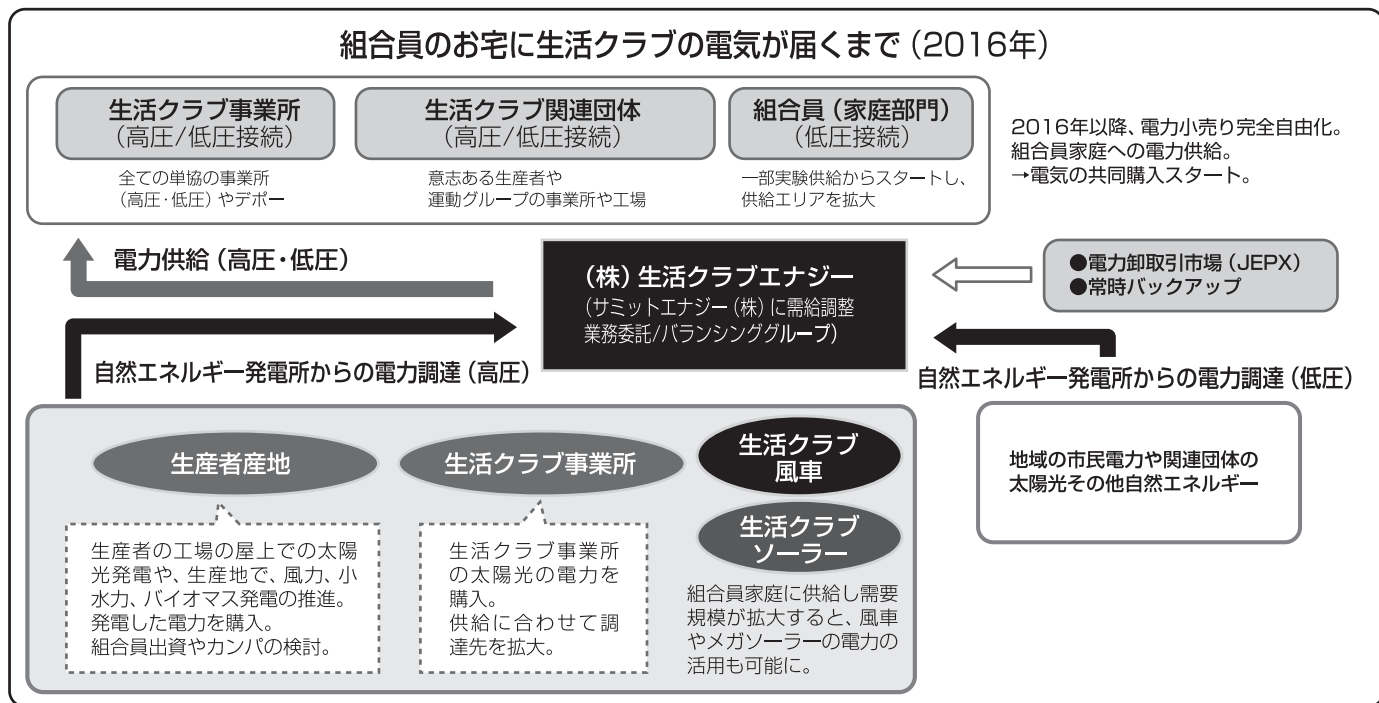 組合員のお宅に生活クラブの電気が届くまで（2016年）
生活クラブ事業所
（高圧/低圧接続）
全ての単協の事業所
（高圧・低圧）やデポー
生活クラブ関連団体
（高圧/低圧接続）
意志ある生産者や
運動グループの事業所や工場
組合員（家庭部門）
（低圧接続）
一部実験供給からスタートし、
供給エリアを拡大
2016年以降、電力小売り完全自由化。
組合員家庭への電力供給。
→電気の共同購入スタート。
電力供給（高圧・低圧）
（株）生活クラブエナジー
（サミットエナジー（株）に需給調整
業務委託/バランシンググループ）
●電力卸取引市場（JEPX）
●常時バックアップ
自然エネルギー発電所からの電力調達（高圧）
自然エネルギー発電所からの電力調達（低圧）
生産者産地
生産者の工場の屋上での太陽
光発電や、生産地で、風力、小
水力、バイオマス発電の推進。
発電した電力を購入。
組合員出資やカンパの検討。
生活クラブ事業所
生活クラブ事業所
の太陽光の電力を
購入。
供給に合わせて調
達先を拡大。
生活クラブ
風車
生活クラブ
ソーラー
組合員家庭に供給し需要
規模が拡大すると、風車
やメガソーラーの電力の
活用も可能に。
地域の市民電力や関連団体の
太陽光その他自然エネルギー